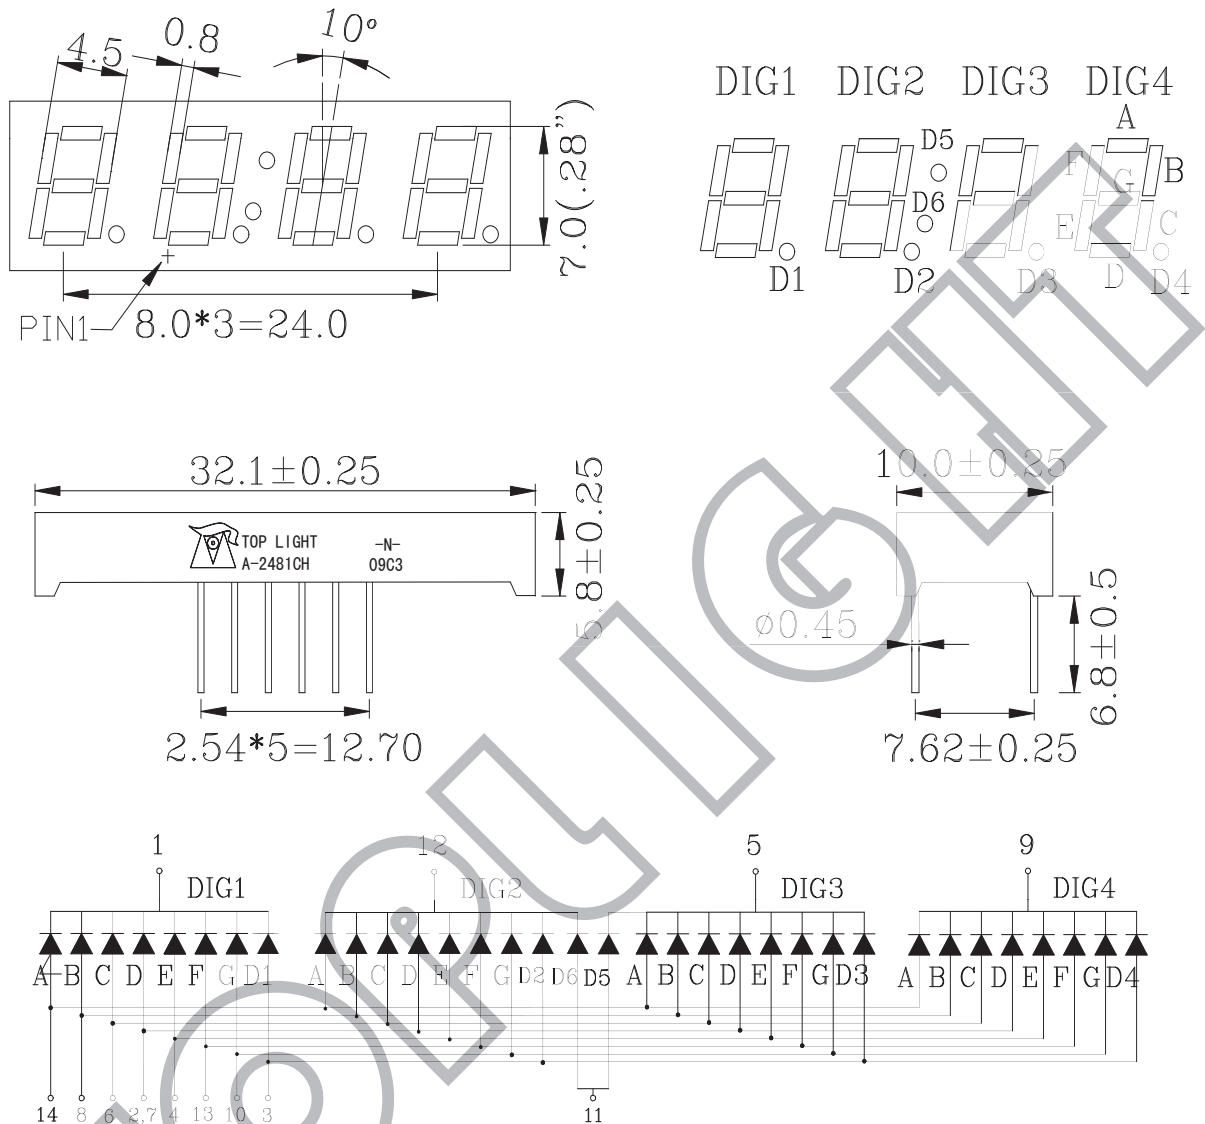 4.5
0.8
10°
7.0(.28")
PIN1
8.0*3=24.0
DIG1 DIG2 DIG3 DIG4
A
D5
F
G
B
D6
E
C
D1
D2
D3
D
D4
32.1±0.25
5.8±0.25
TOP LIGHT
A-2481CH
-N-
09C3
10.0±0.25
ø0.45
6.8±0.5
2.54*5=12.70
7.62±0.25
1 12 5 9
DIG1 DIG2 DIG3 DIG4
A B C D E F G D1 A B C D E F G D2 D6 D5 A B C D E F G D3 A B C D E F G D4
14 8 6 2,7 4 13 10 3 11
OPLIGHT